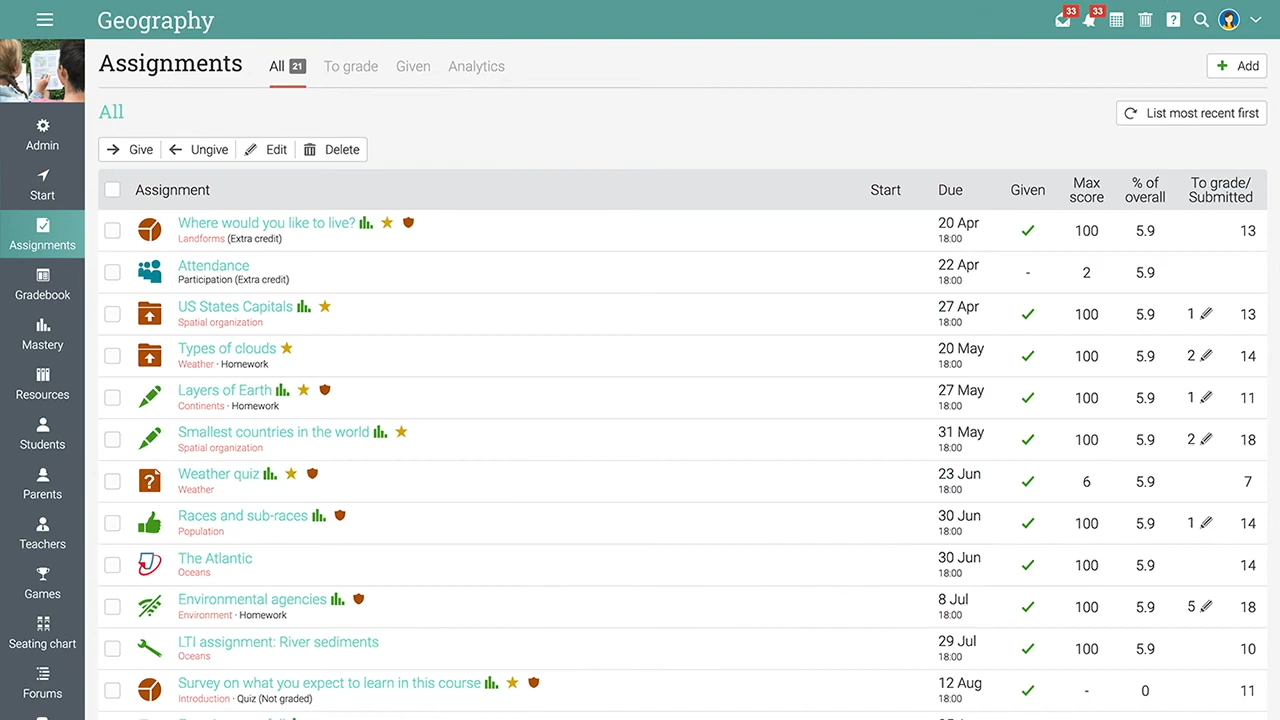 Geography
33
33
Assignments
All 21
To grade
Given
Analytics
Add
All
List most recent first
Give
Ungive
Edit
Delete
Admin
Start
Assignments
Gradebook
Mastery
Resources
Students
Parents
Teachers
Games
Seating chart
Forums
Assignment Start Due Given Max score % of overall To grade/ Submitted
Where would you like to live? 20 Apr 100 5.9 13
Landforms (Extra credit) 18:00
Attendance 22 Apr - 2 5.9
Participation (Extra credit) 18:00
US States Capitals 27 Apr 100 5.9 1 13
Spatial organization 18:00
Types of clouds 20 May 100 5.9 2 14
Weather · Homework 18:00
Layers of Earth 27 May 100 5.9 1 11
Continents · Homework 18:00
Smallest countries in the world 31 May 100 5.9 2 18
Spatial organization 18:00
Weather quiz 23 Jun 6 5.9 7
Weather 18:00
Races and sub-races 30 Jun 100 5.9 1 14
Population 18:00
The Atlantic 30 Jun 100 5.9 14
Oceans 18:00
Environmental agencies 8 Jul 100 5.9 5 18
Environment · Homework 18:00
LTI assignment: River sediments 29 Jul 100 5.9 10
Oceans 18:00
Survey on what you expect to learn in this course 12 Aug - 0 11
Introduction · Quiz (Not graded) 18:00